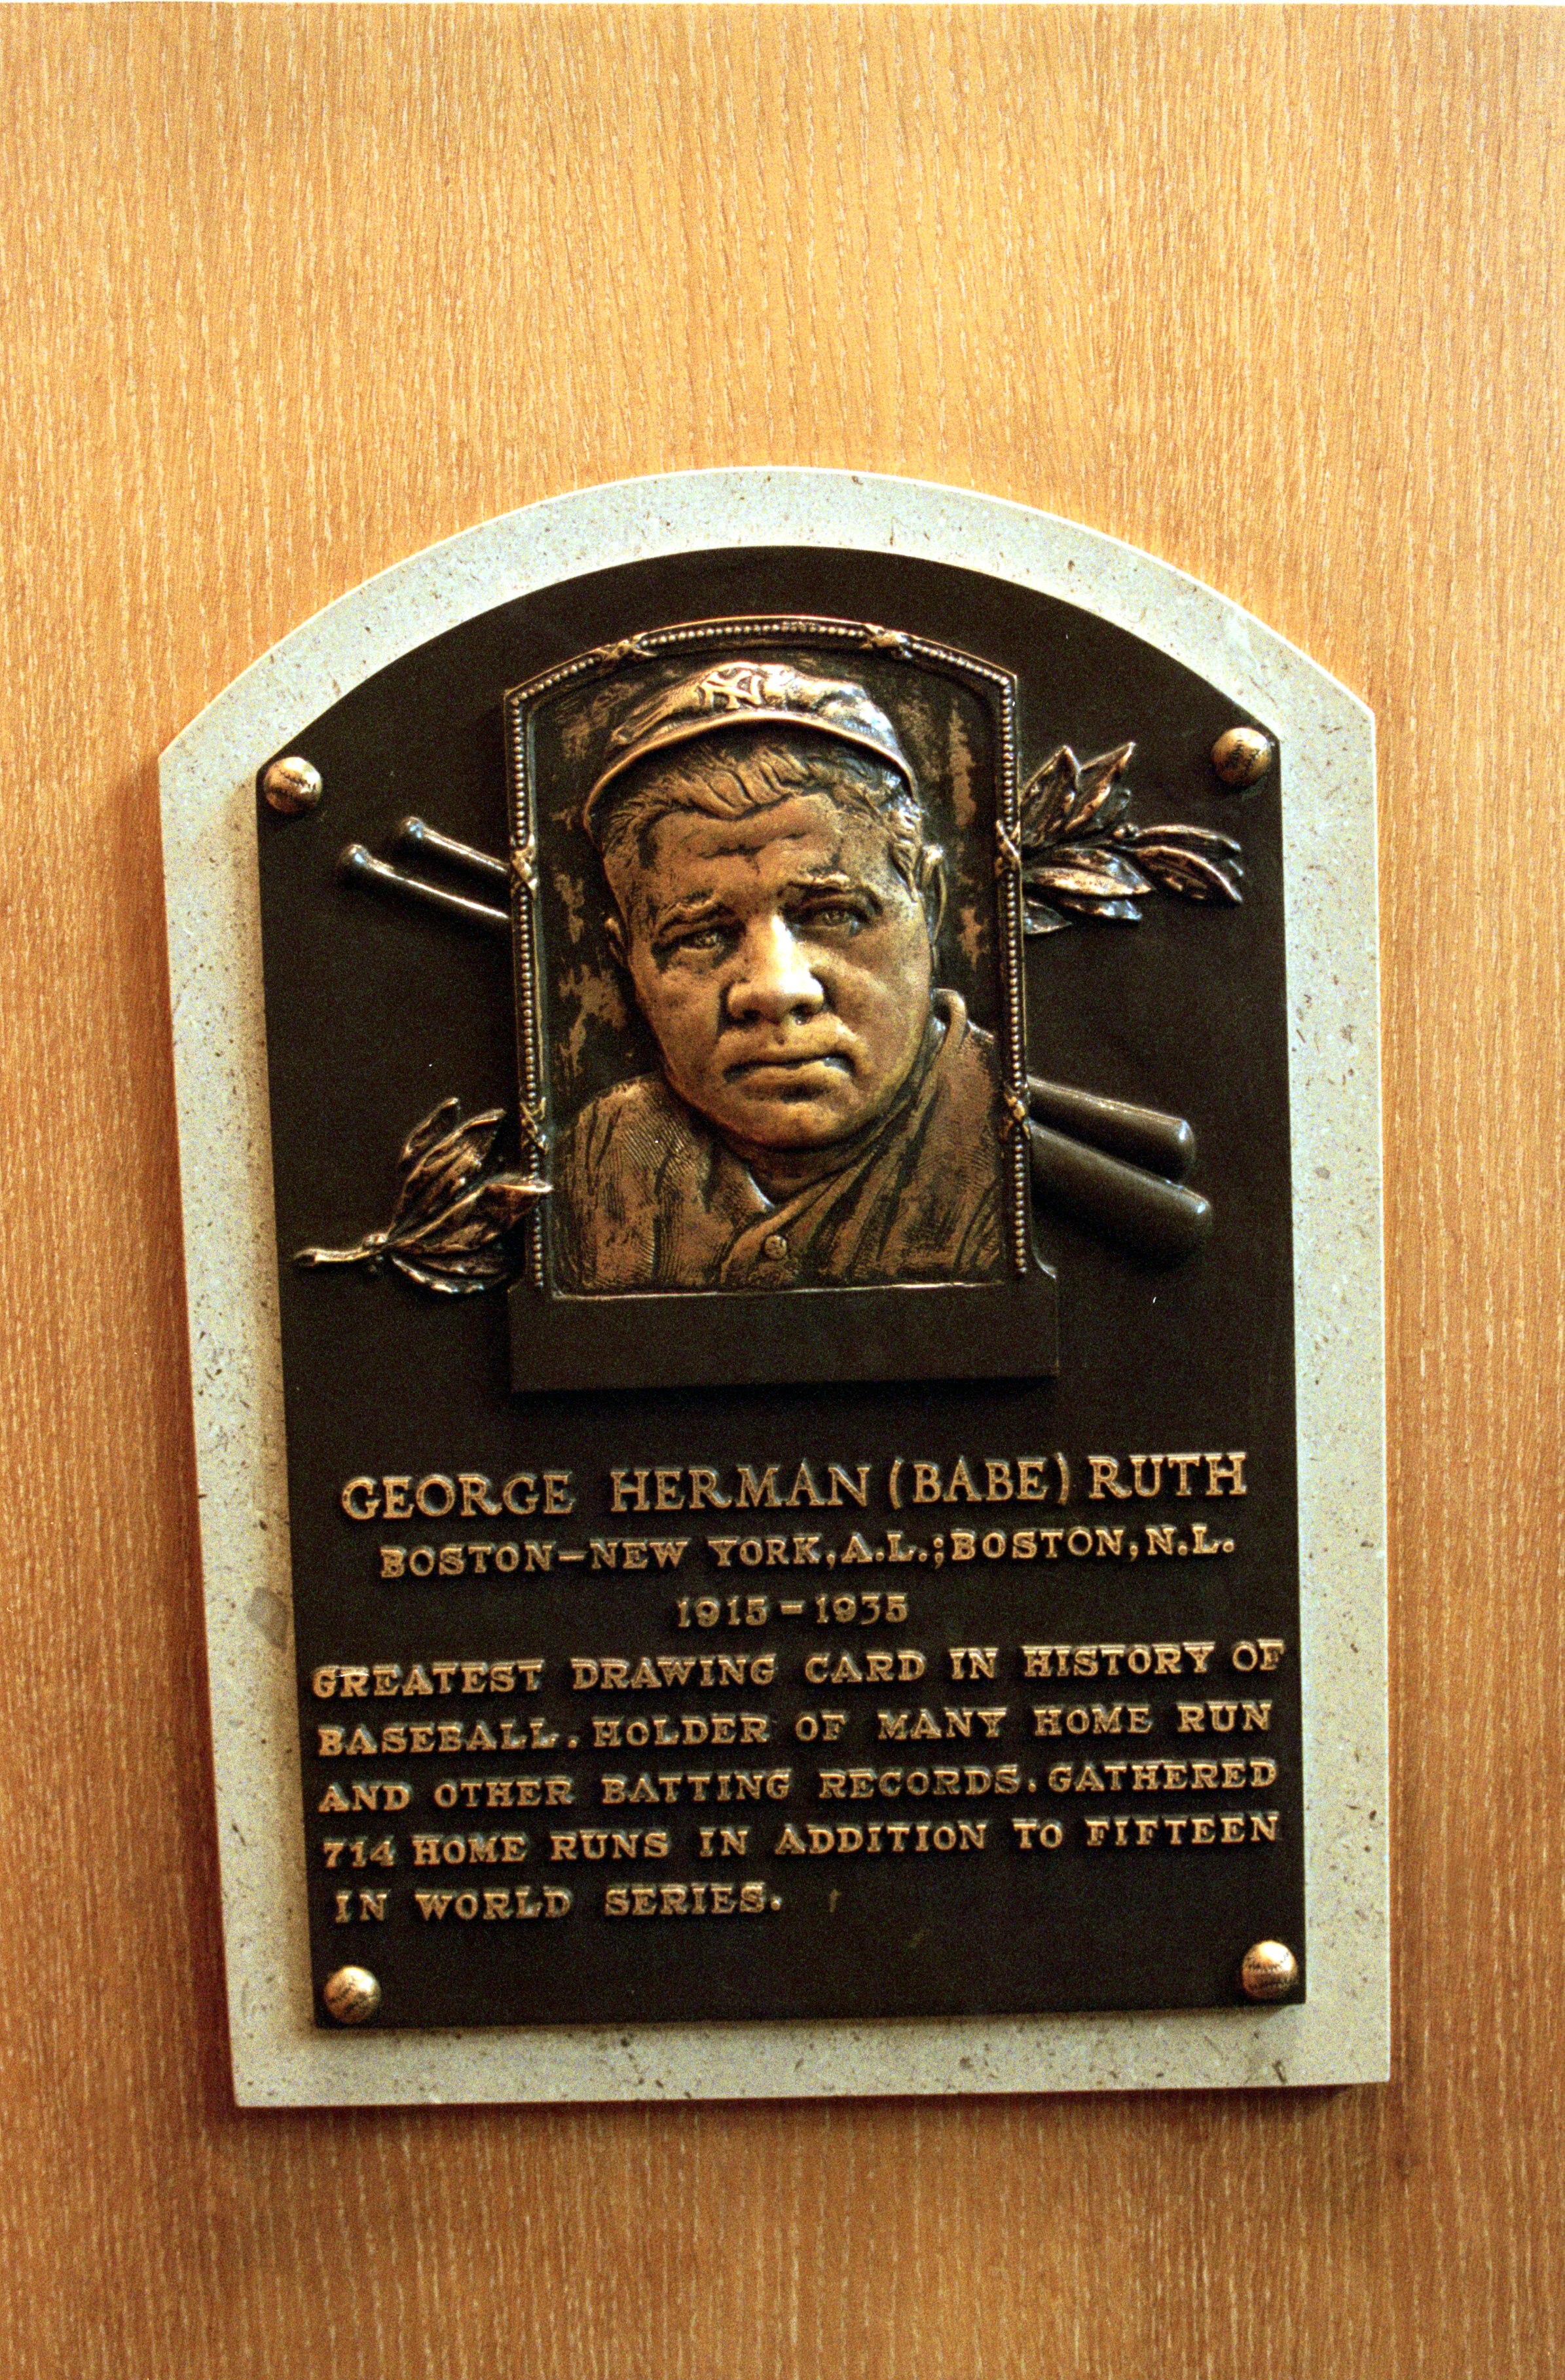 NY
GEORGE HERMAN (BABE) RUTH
BOSTON–NEW YORK, A.L.; BOSTON, N.L.
1915–1935
GREATEST DRAWING CARD IN HISTORY OF
BASEBALL. HOLDER OF MANY HOME RUN
AND OTHER BATTING RECORDS. GATHERED
714 HOME RUNS IN ADDITION TO FIFTEEN
IN WORLD SERIES.